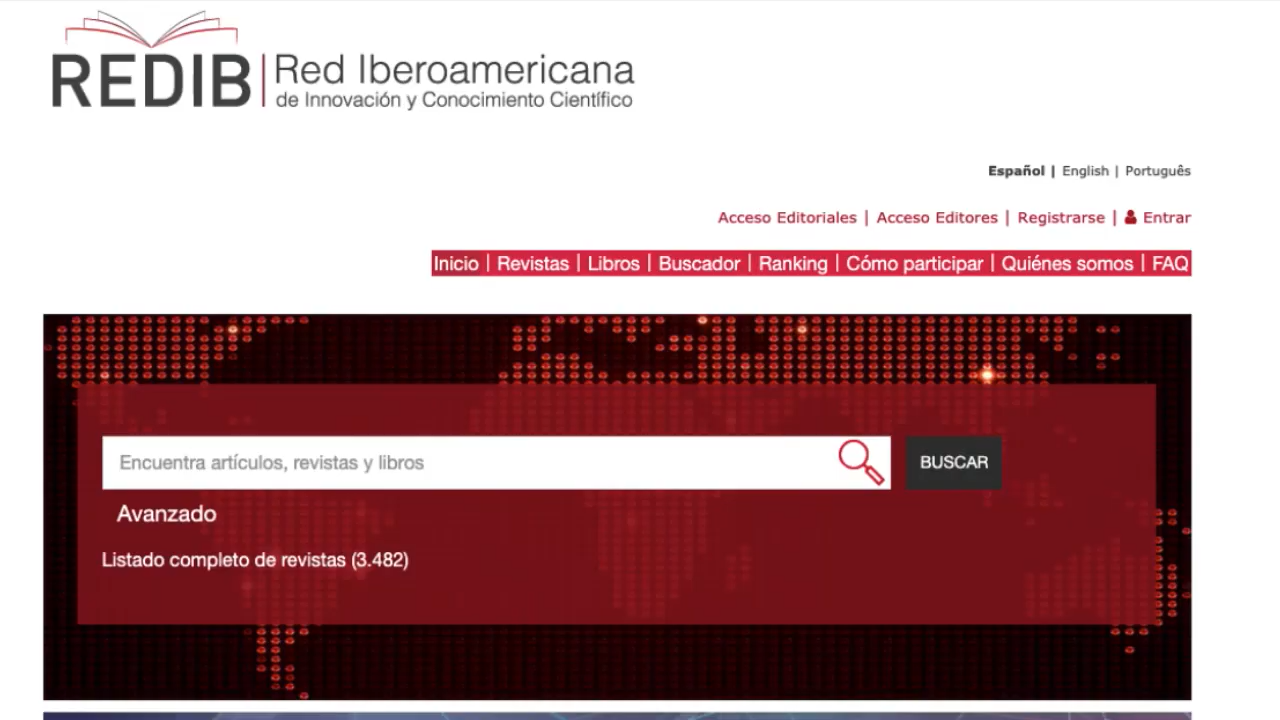 REDIB
Red Iberoamericana
de Innovación y Conocimiento Científico
Español | English | Português
Acceso Editoriales | Acceso Editores | Registrarse | Entrar
Inicio | Revistas | Libros | Buscador | Ranking | Cómo participar | Quiénes somos | FAQ
Encuentra artículos, revistas y libros
BUSCAR
Avanzado
Listado completo de revistas (3.482)